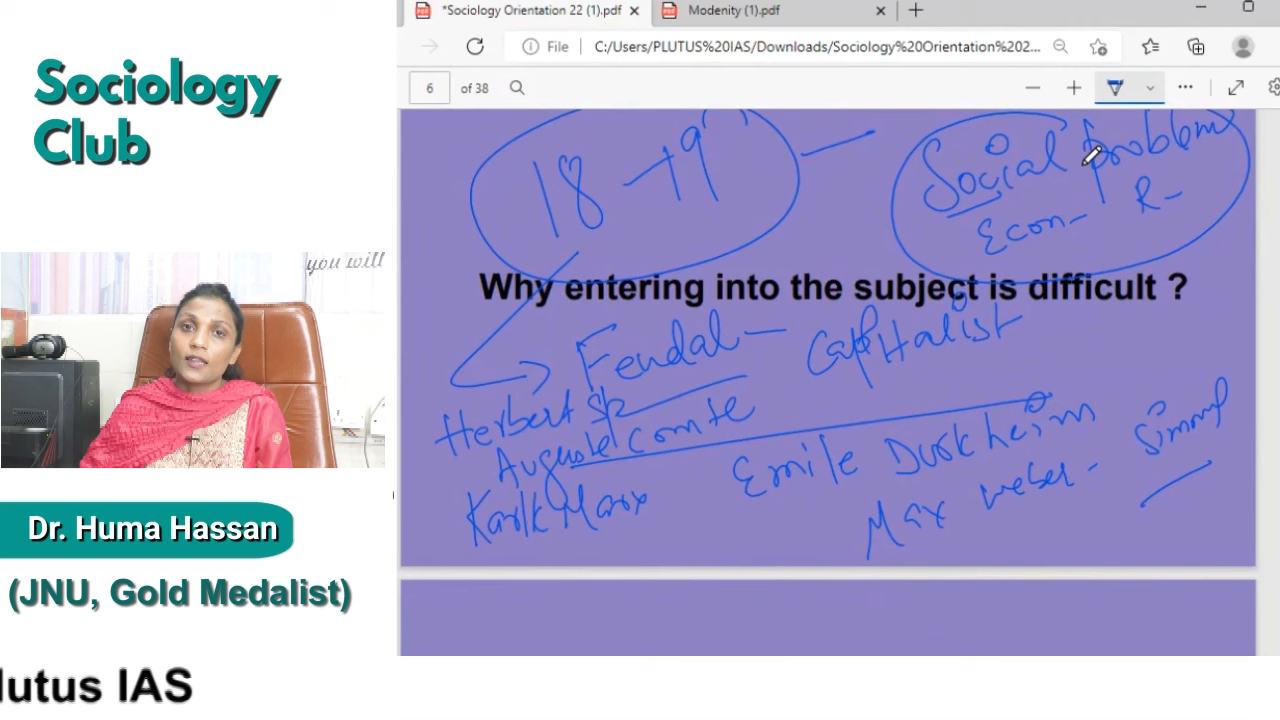 Sociology
Club
you will
Dr. Huma Hassan
(JNU, Gold Medalist)
lutus IAS
*Sociology Orientation 22 (1).pdf
Modenity (1).pdf
File
C:/Users/PLUTUS%20IAS/Downloads/Sociology%20Orientation%202...
6 of 38
18 - 19
Social Problems
Econ- R-
Why entering into the subject is difficult ?
Feudal - Capitalist
Herbert Sp
Auguste Comte
Karl Marx
Emile Durkheim
Max weber - Simmel